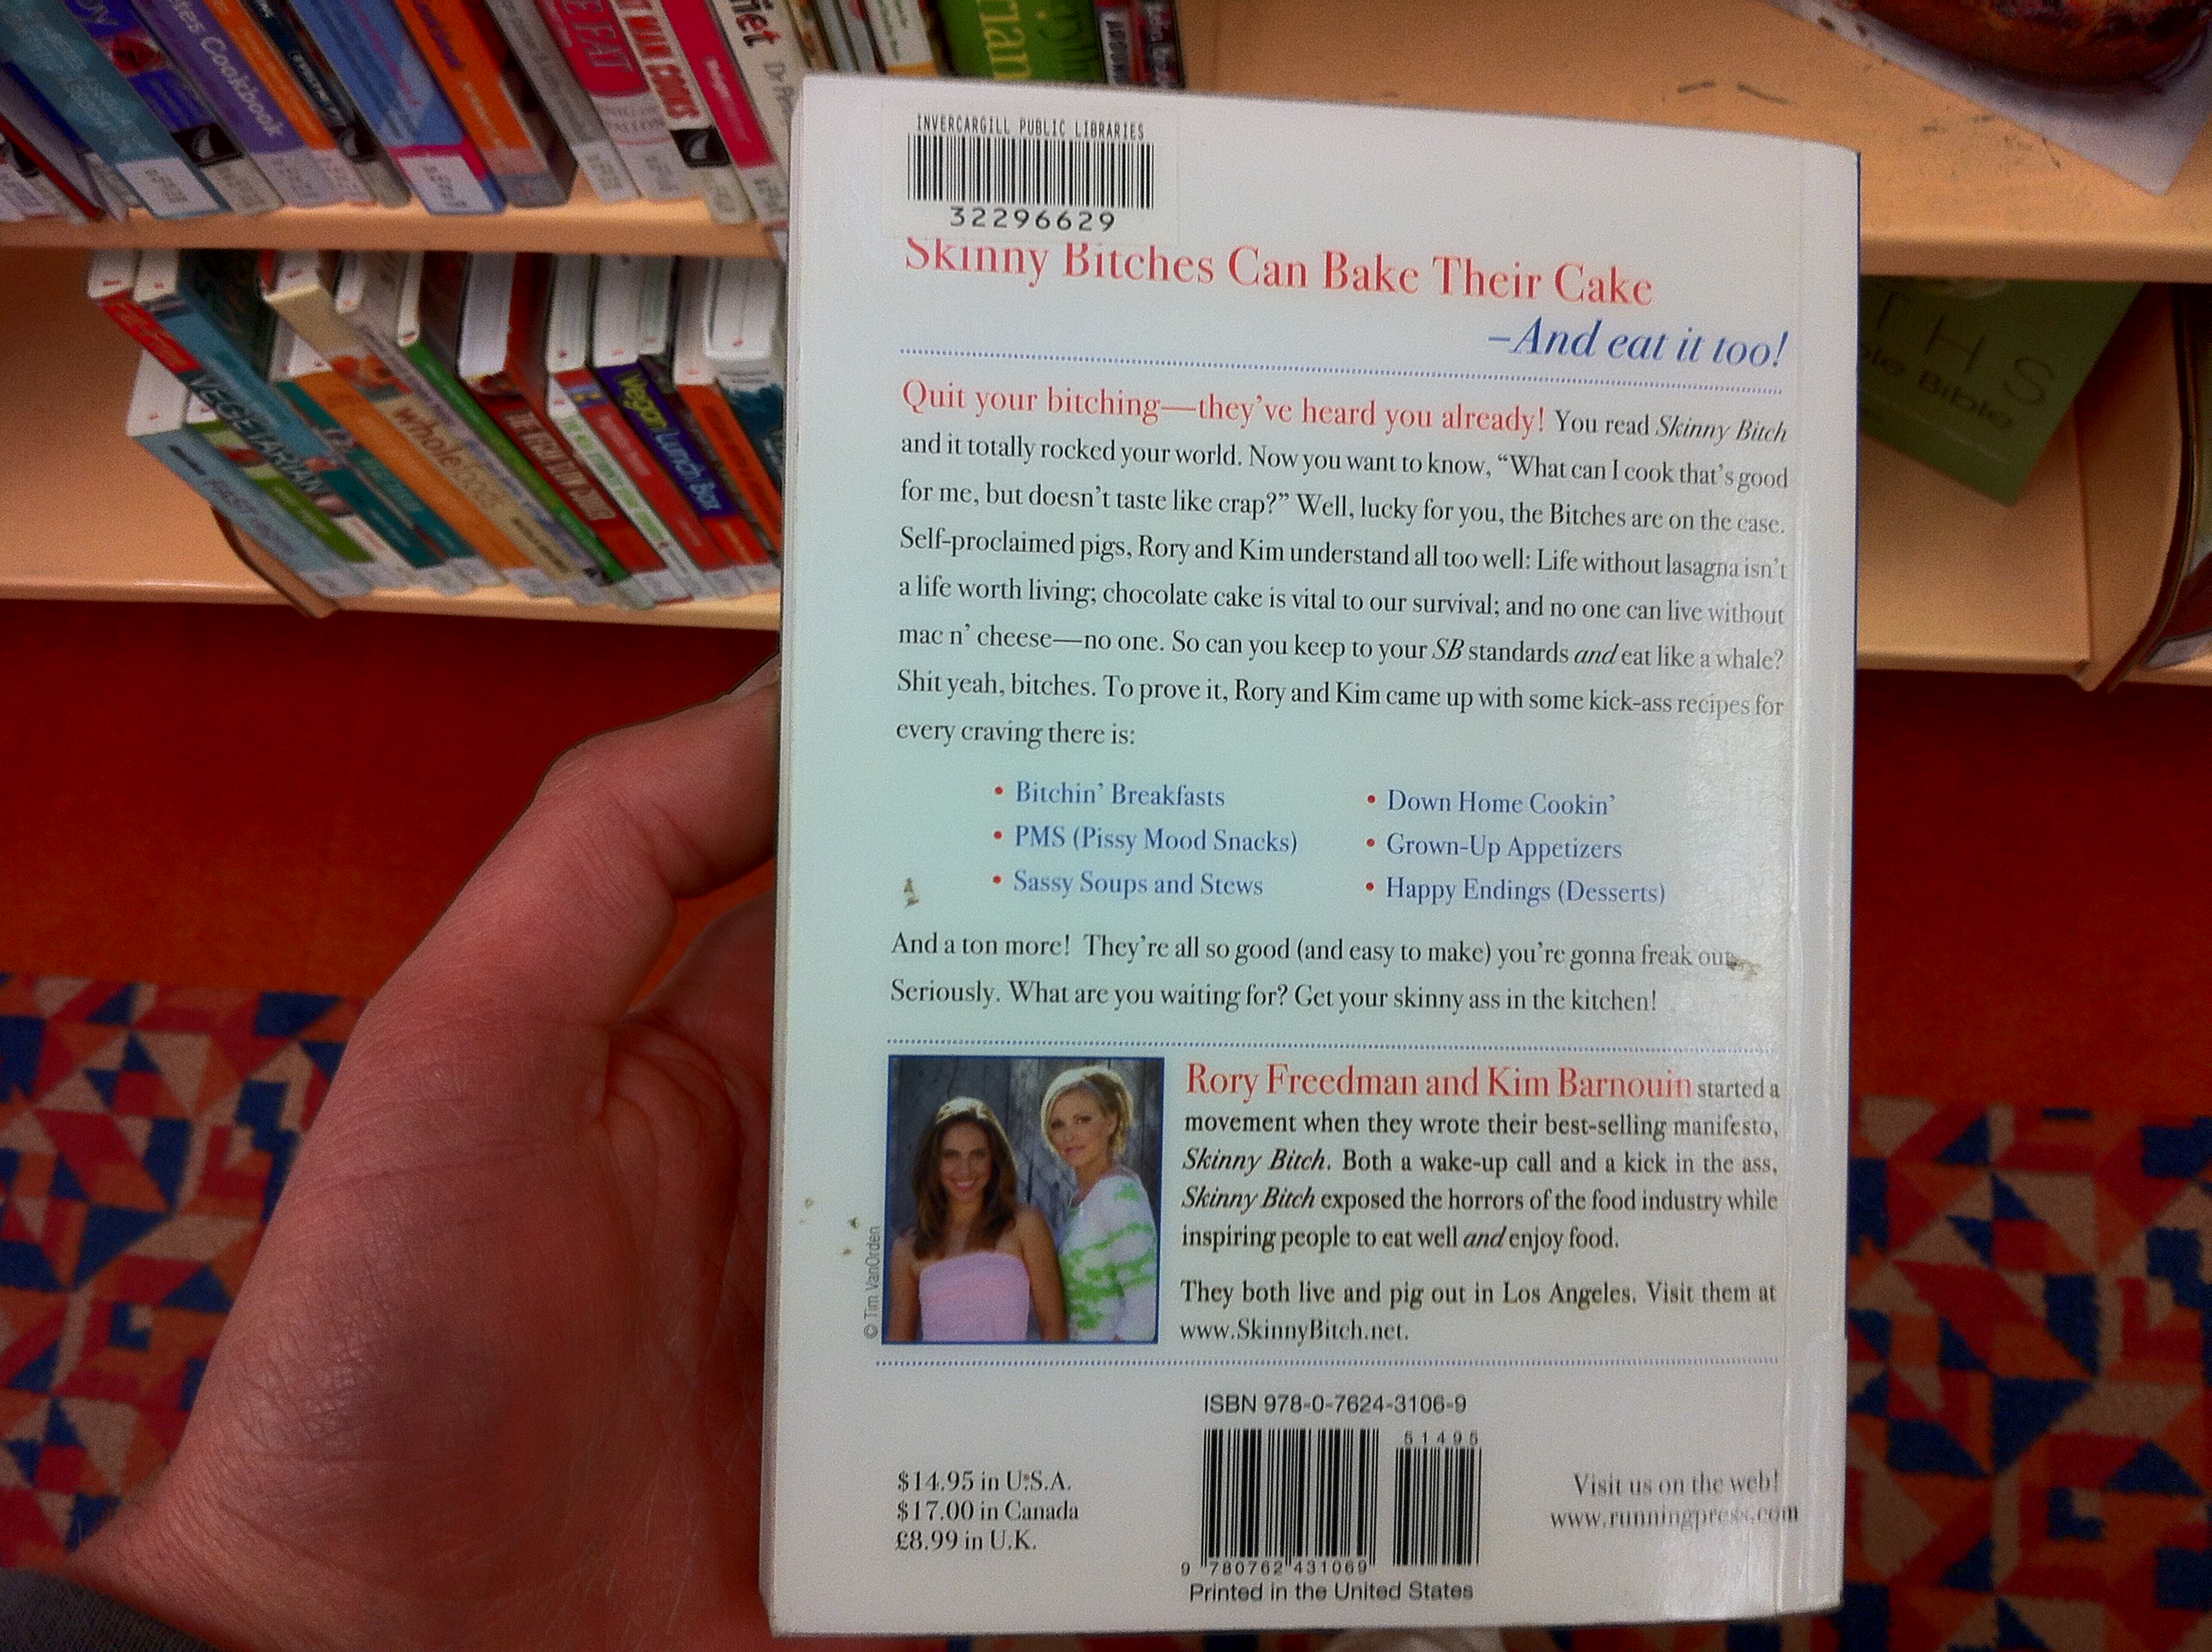 Cookbook
EAT
VEGETARIAN
whole
Vegan Lunch Box
THS
Bible
INVERCARGILL PUBLIC LIBRARIES
32296629
Skinny Bitches Can Bake Their Cake
–And eat it too!
Quit your bitching—they've heard you already! You read Skinny Bitch
and it totally rocked your world. Now you want to know, “What can I cook that's good
for me, but doesn't taste like crap?” Well, lucky for you, the Bitches are on the case.
Self-proclaimed pigs, Rory and Kim understand all too well: Life without lasagna isn't
a life worth living; chocolate cake is vital to our survival; and no one can live without
mac n' cheese—no one. So can you keep to your SB standards and eat like a whale?
Shit yeah, bitches. To prove it, Rory and Kim came up with some kick-ass recipes for
every craving there is:
• Bitchin' Breakfasts
• PMS (Pissy Mood Snacks)
• Sassy Soups and Stews
• Down Home Cookin'
• Grown-Up Appetizers
• Happy Endings (Desserts)
And a ton more! They're all so good (and easy to make) you're gonna freak out.
Seriously. What are you waiting for? Get your skinny ass in the kitchen!
© Tim VanOrden
Rory Freedman and Kim Barnouin started a
movement when they wrote their best-selling manifesto,
Skinny Bitch. Both a wake-up call and a kick in the ass,
Skinny Bitch exposed the horrors of the food industry while
inspiring people to eat well and enjoy food.
They both live and pig out in Los Angeles. Visit them at
www.SkinnyBitch.net.
ISBN 978-0-7624-3106-9
51495
9 780762 431069
Printed in the United States
$14.95 in U.S.A.
$17.00 in Canada
£8.99 in U.K.
Visit us on the web!
www.runningpress.com